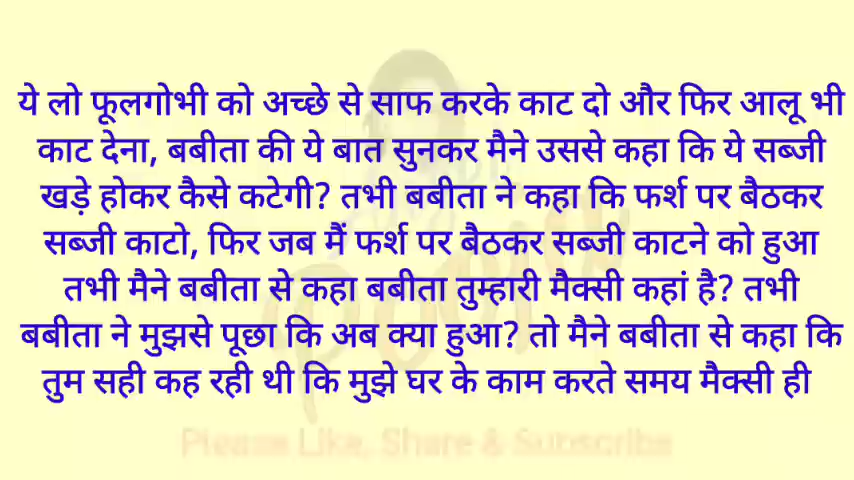 ये लो फूलगोभी को अच्छे से साफ करके काट दो और फिर आलू भी
काट देना, बबीता की ये बात सुनकर मैने उससे कहा कि ये सब्जी
खड़े होकर कैसे कटेगी? तभी बबीता ने कहा कि फर्श पर बैठकर
सब्जी काटो, फिर जब मैं फर्श पर बैठकर सब्जी काटने को हुआ
तभी मैने बबीता से कहा बबीता तुम्हारी मैक्सी कहां है? तभी
बबीता ने मुझसे पूछा कि अब क्या हुआ? तो मैने बबीता से कहा कि
तुम सही कह रही थी कि मुझे घर के काम करते समय मैक्सी ही
Pooja
Please Like, Share & Subscribe